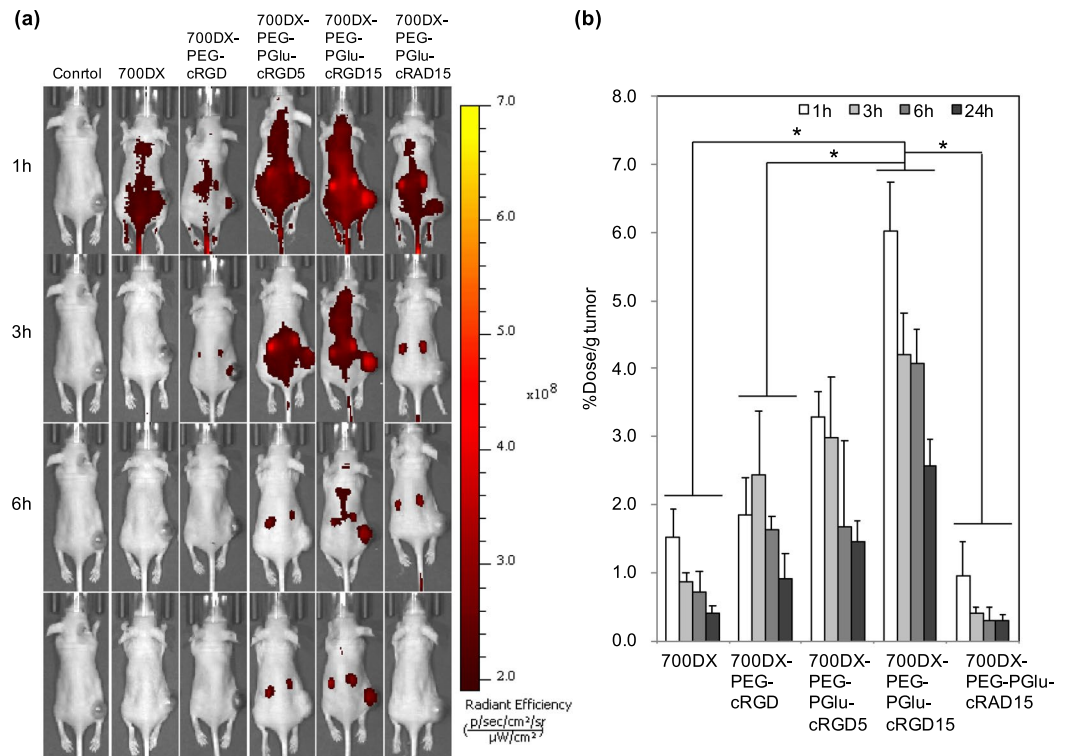 (a)
Conrtol
700DX
700DX-
PEG-
cRGD
700DX-
PEG-
PGlu-
cRGD5
700DX-
PEG-
PGlu-
cRGD15
700DX-
PEG-
PGlu-
cRAD15
1h
3h
6h
7.0
6.0
5.0
x10⁸
4.0
3.0
2.0
Radiant Efficiency
(p/sec/cm²/sr
μW/cm²)
(b)
%Dose/g tumor
8.0
7.0
6.0
5.0
4.0
3.0
2.0
1.0
0.0
1h 3h 6h 24h
*
*
*
700DX
700DX-
PEG-
cRGD
700DX-
PEG-
PGlu-
cRGD5
700DX-
PEG-
PGlu-
cRGD15
700DX-
PEG-PGlu-
cRAD15